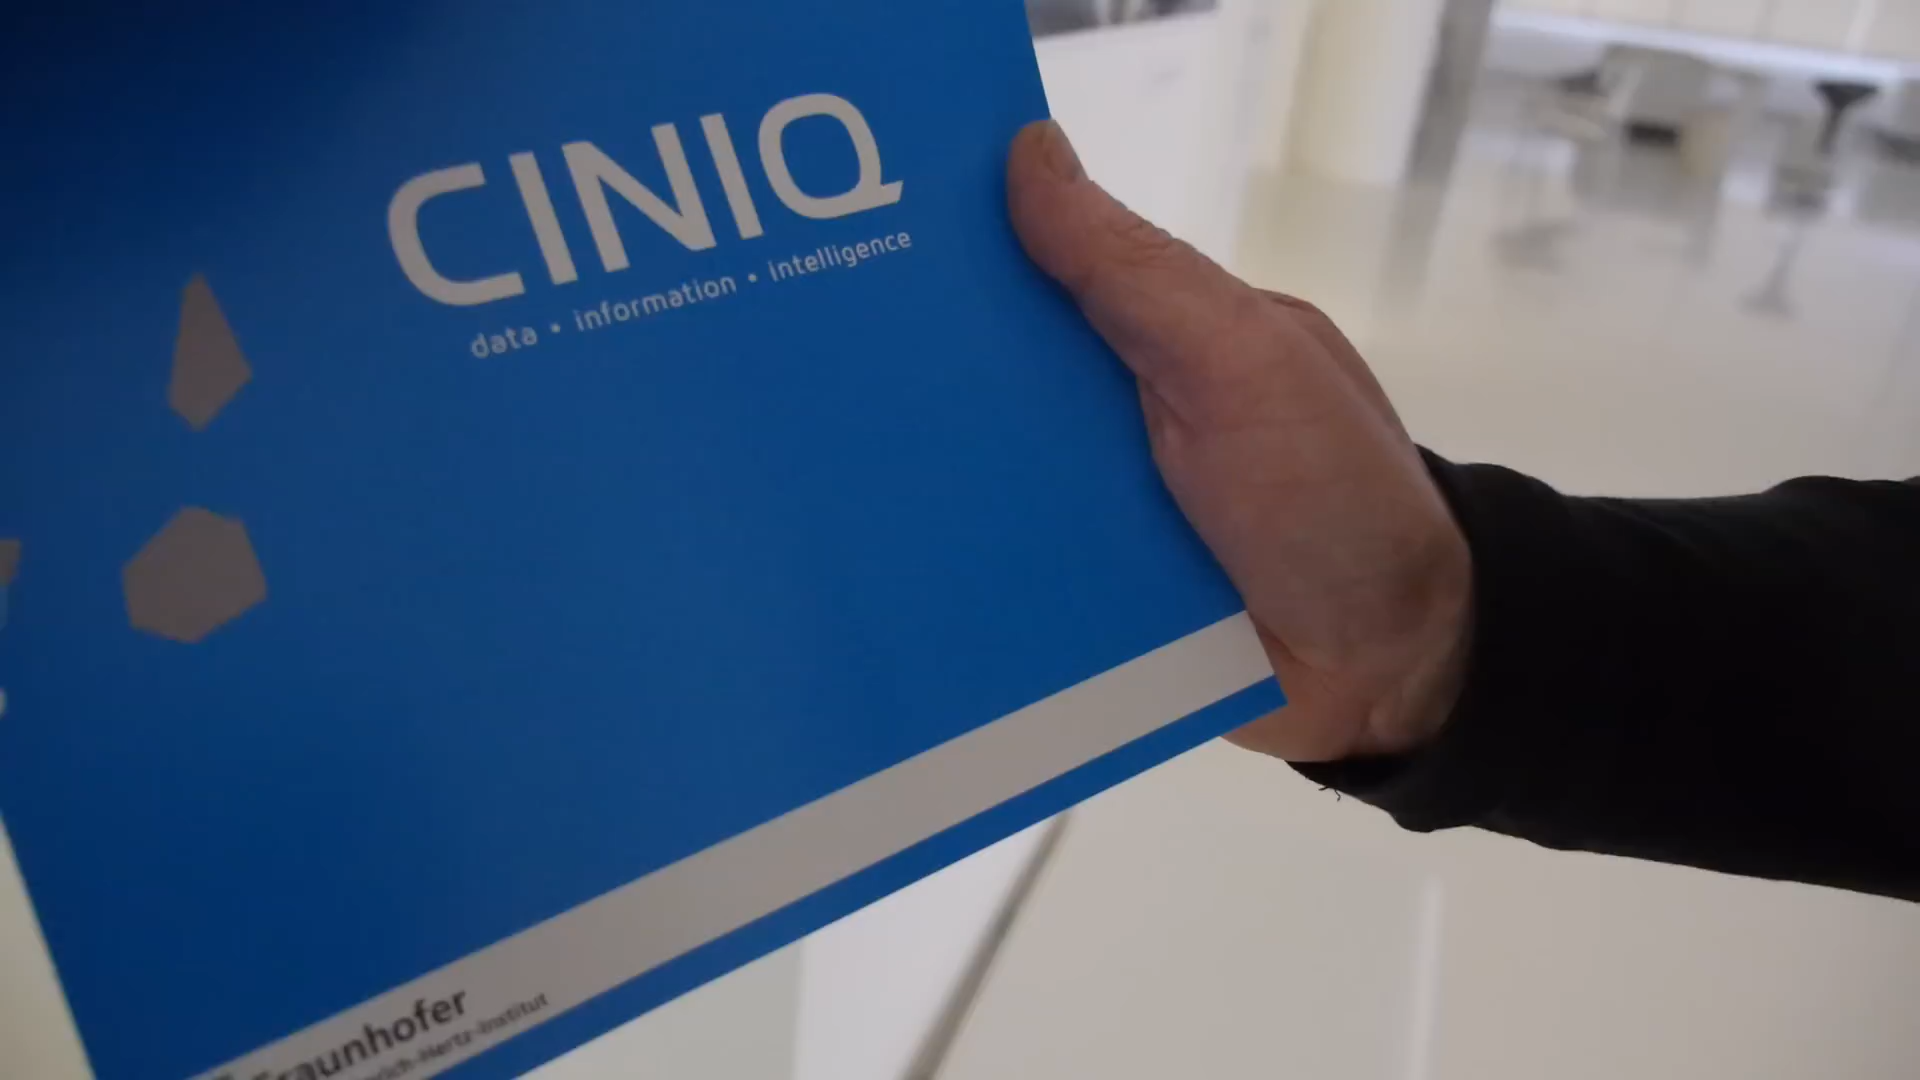 CINIQ
data • information • intelligence
Fraunhofer